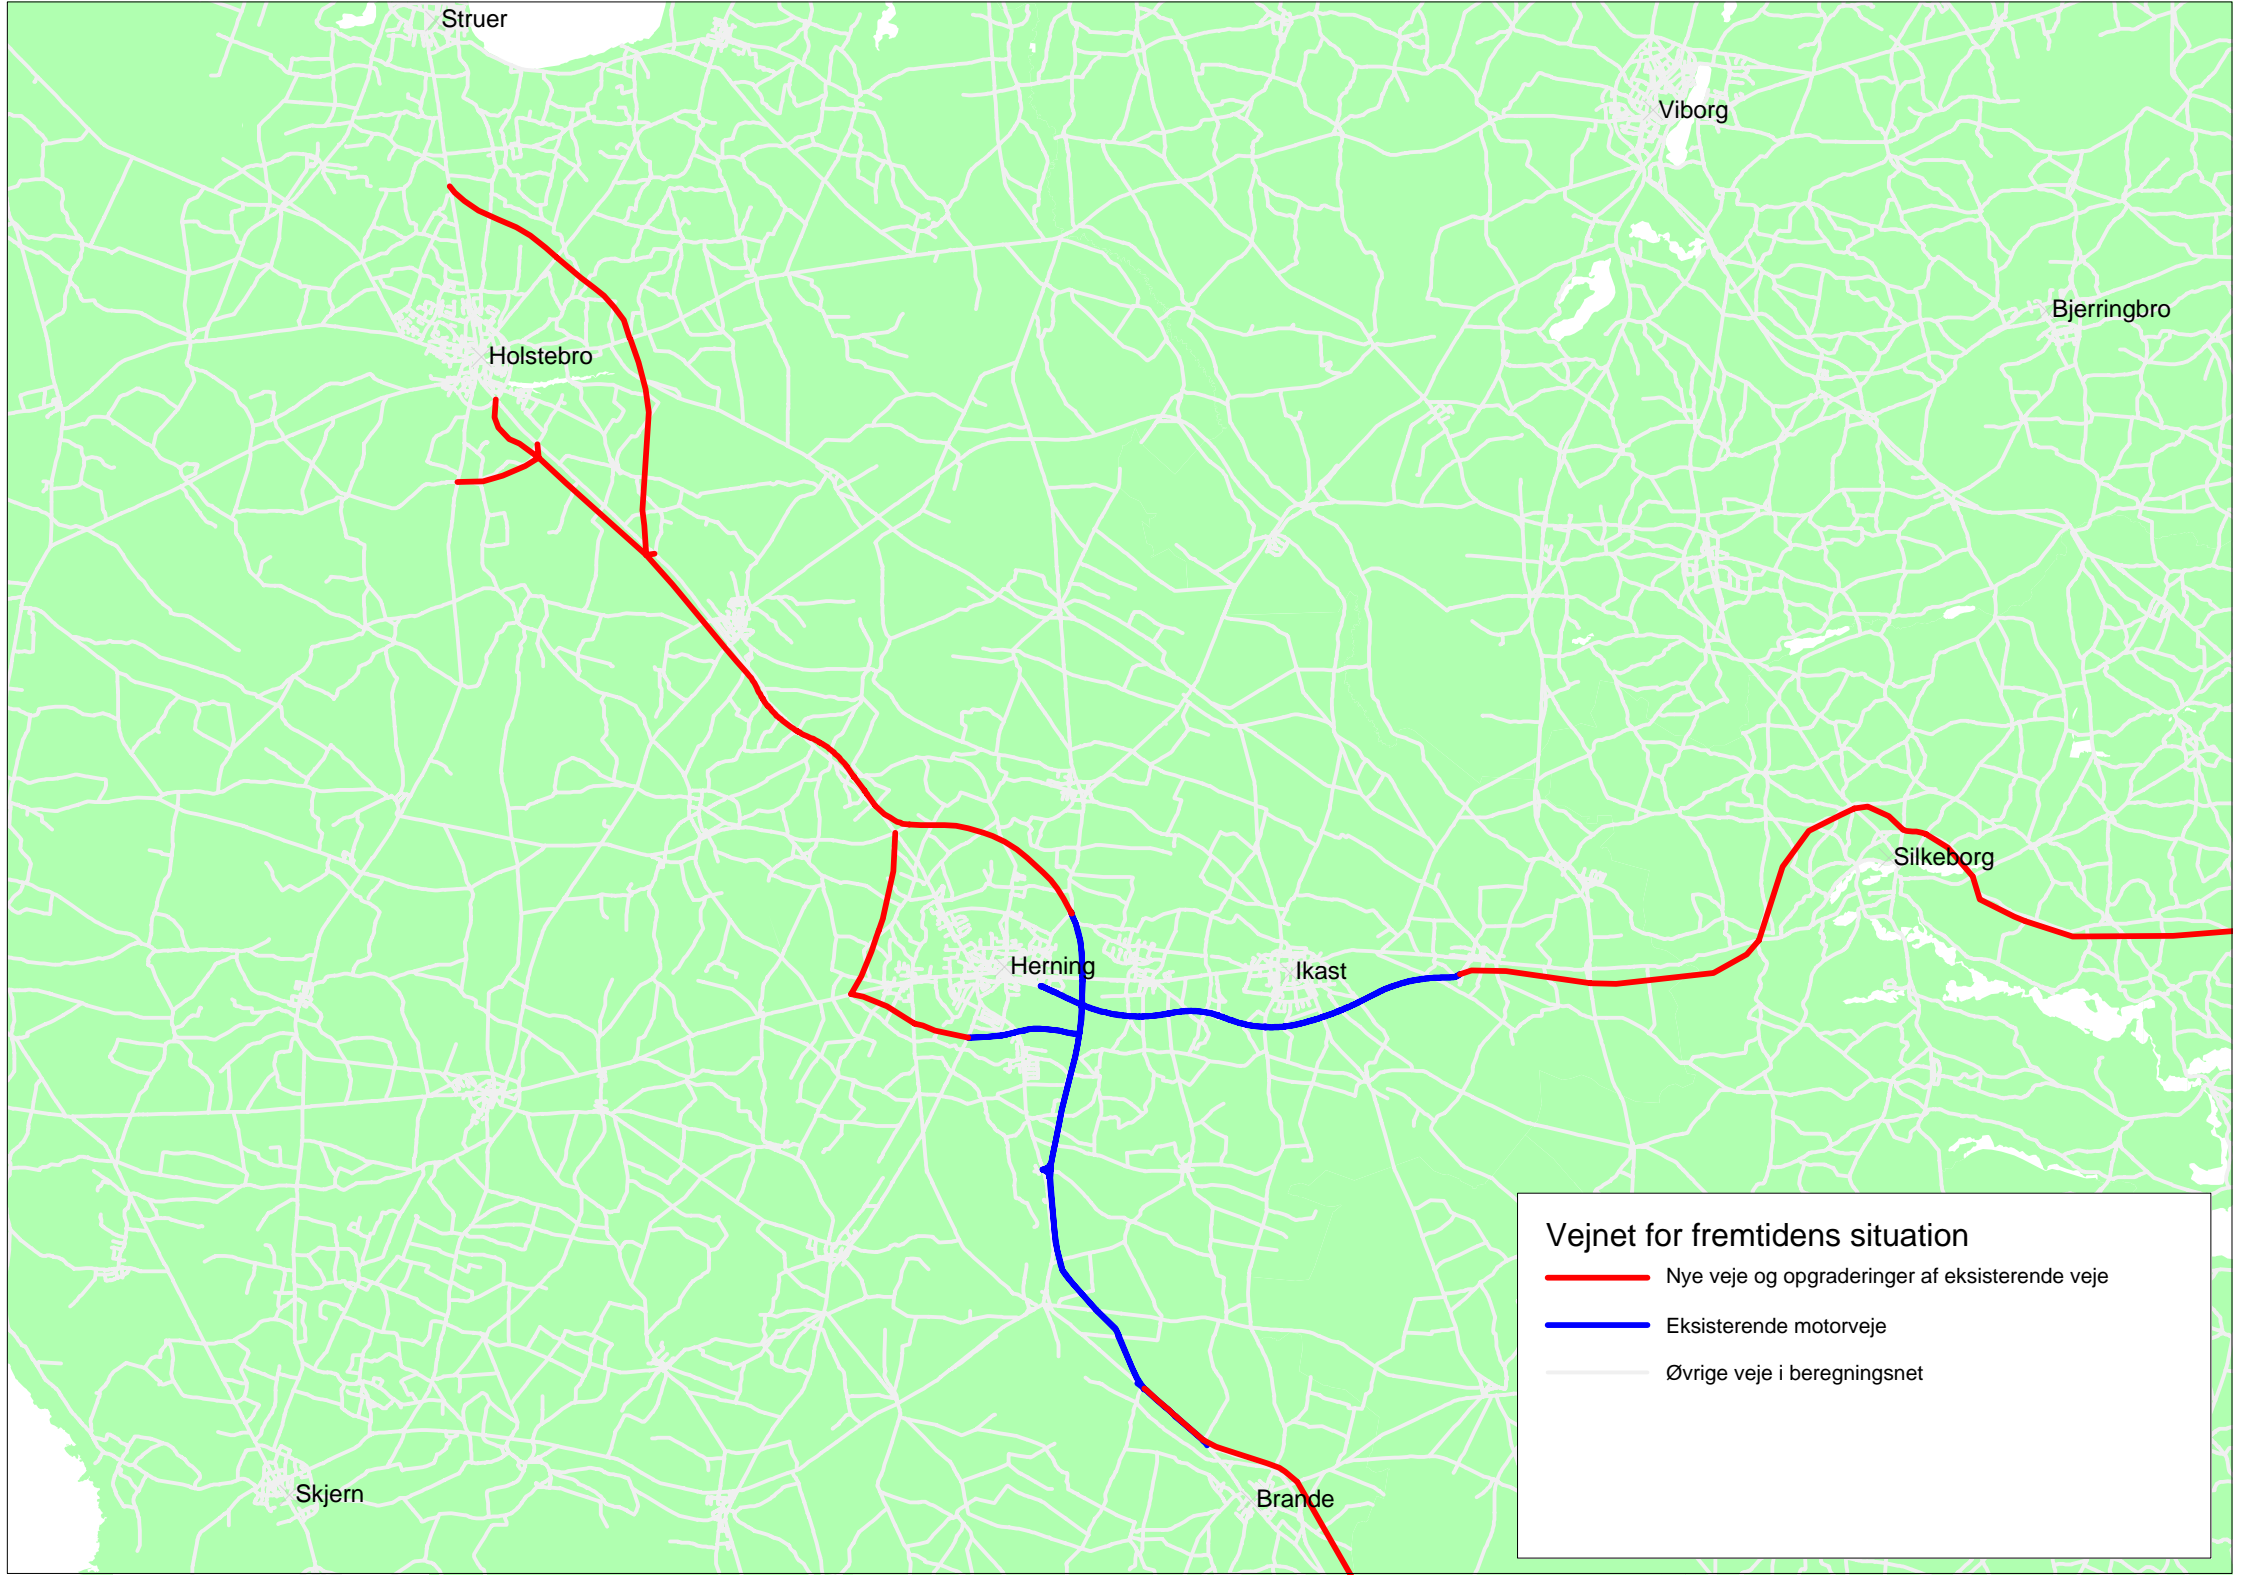 Struer
Viborg
Bjerringbro
Holstebro
Silkeborg
Herning
Ikast
Vejnet for fremtidens situation
Nye veje og opgraderinger af eksisterende veje
Eksisterende motorveje
Øvrige veje i beregningsnet
Skjern
Brande